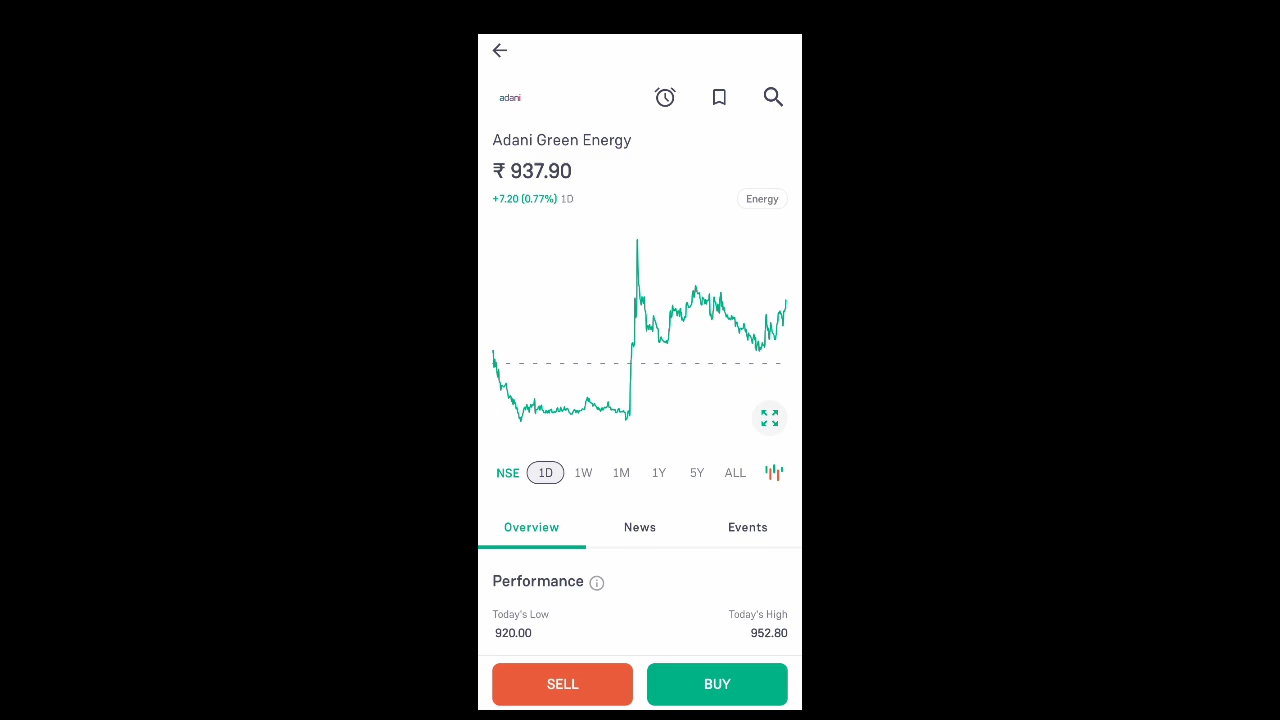 adani
Adani Green Energy
₹ 937.90
+7.20 (0.77%) 1D
Energy
NSE 1D 1W 1M 1Y 5Y ALL
Overview News Events
Performance
Today's Low Today's High
920.00 952.80
SELL BUY